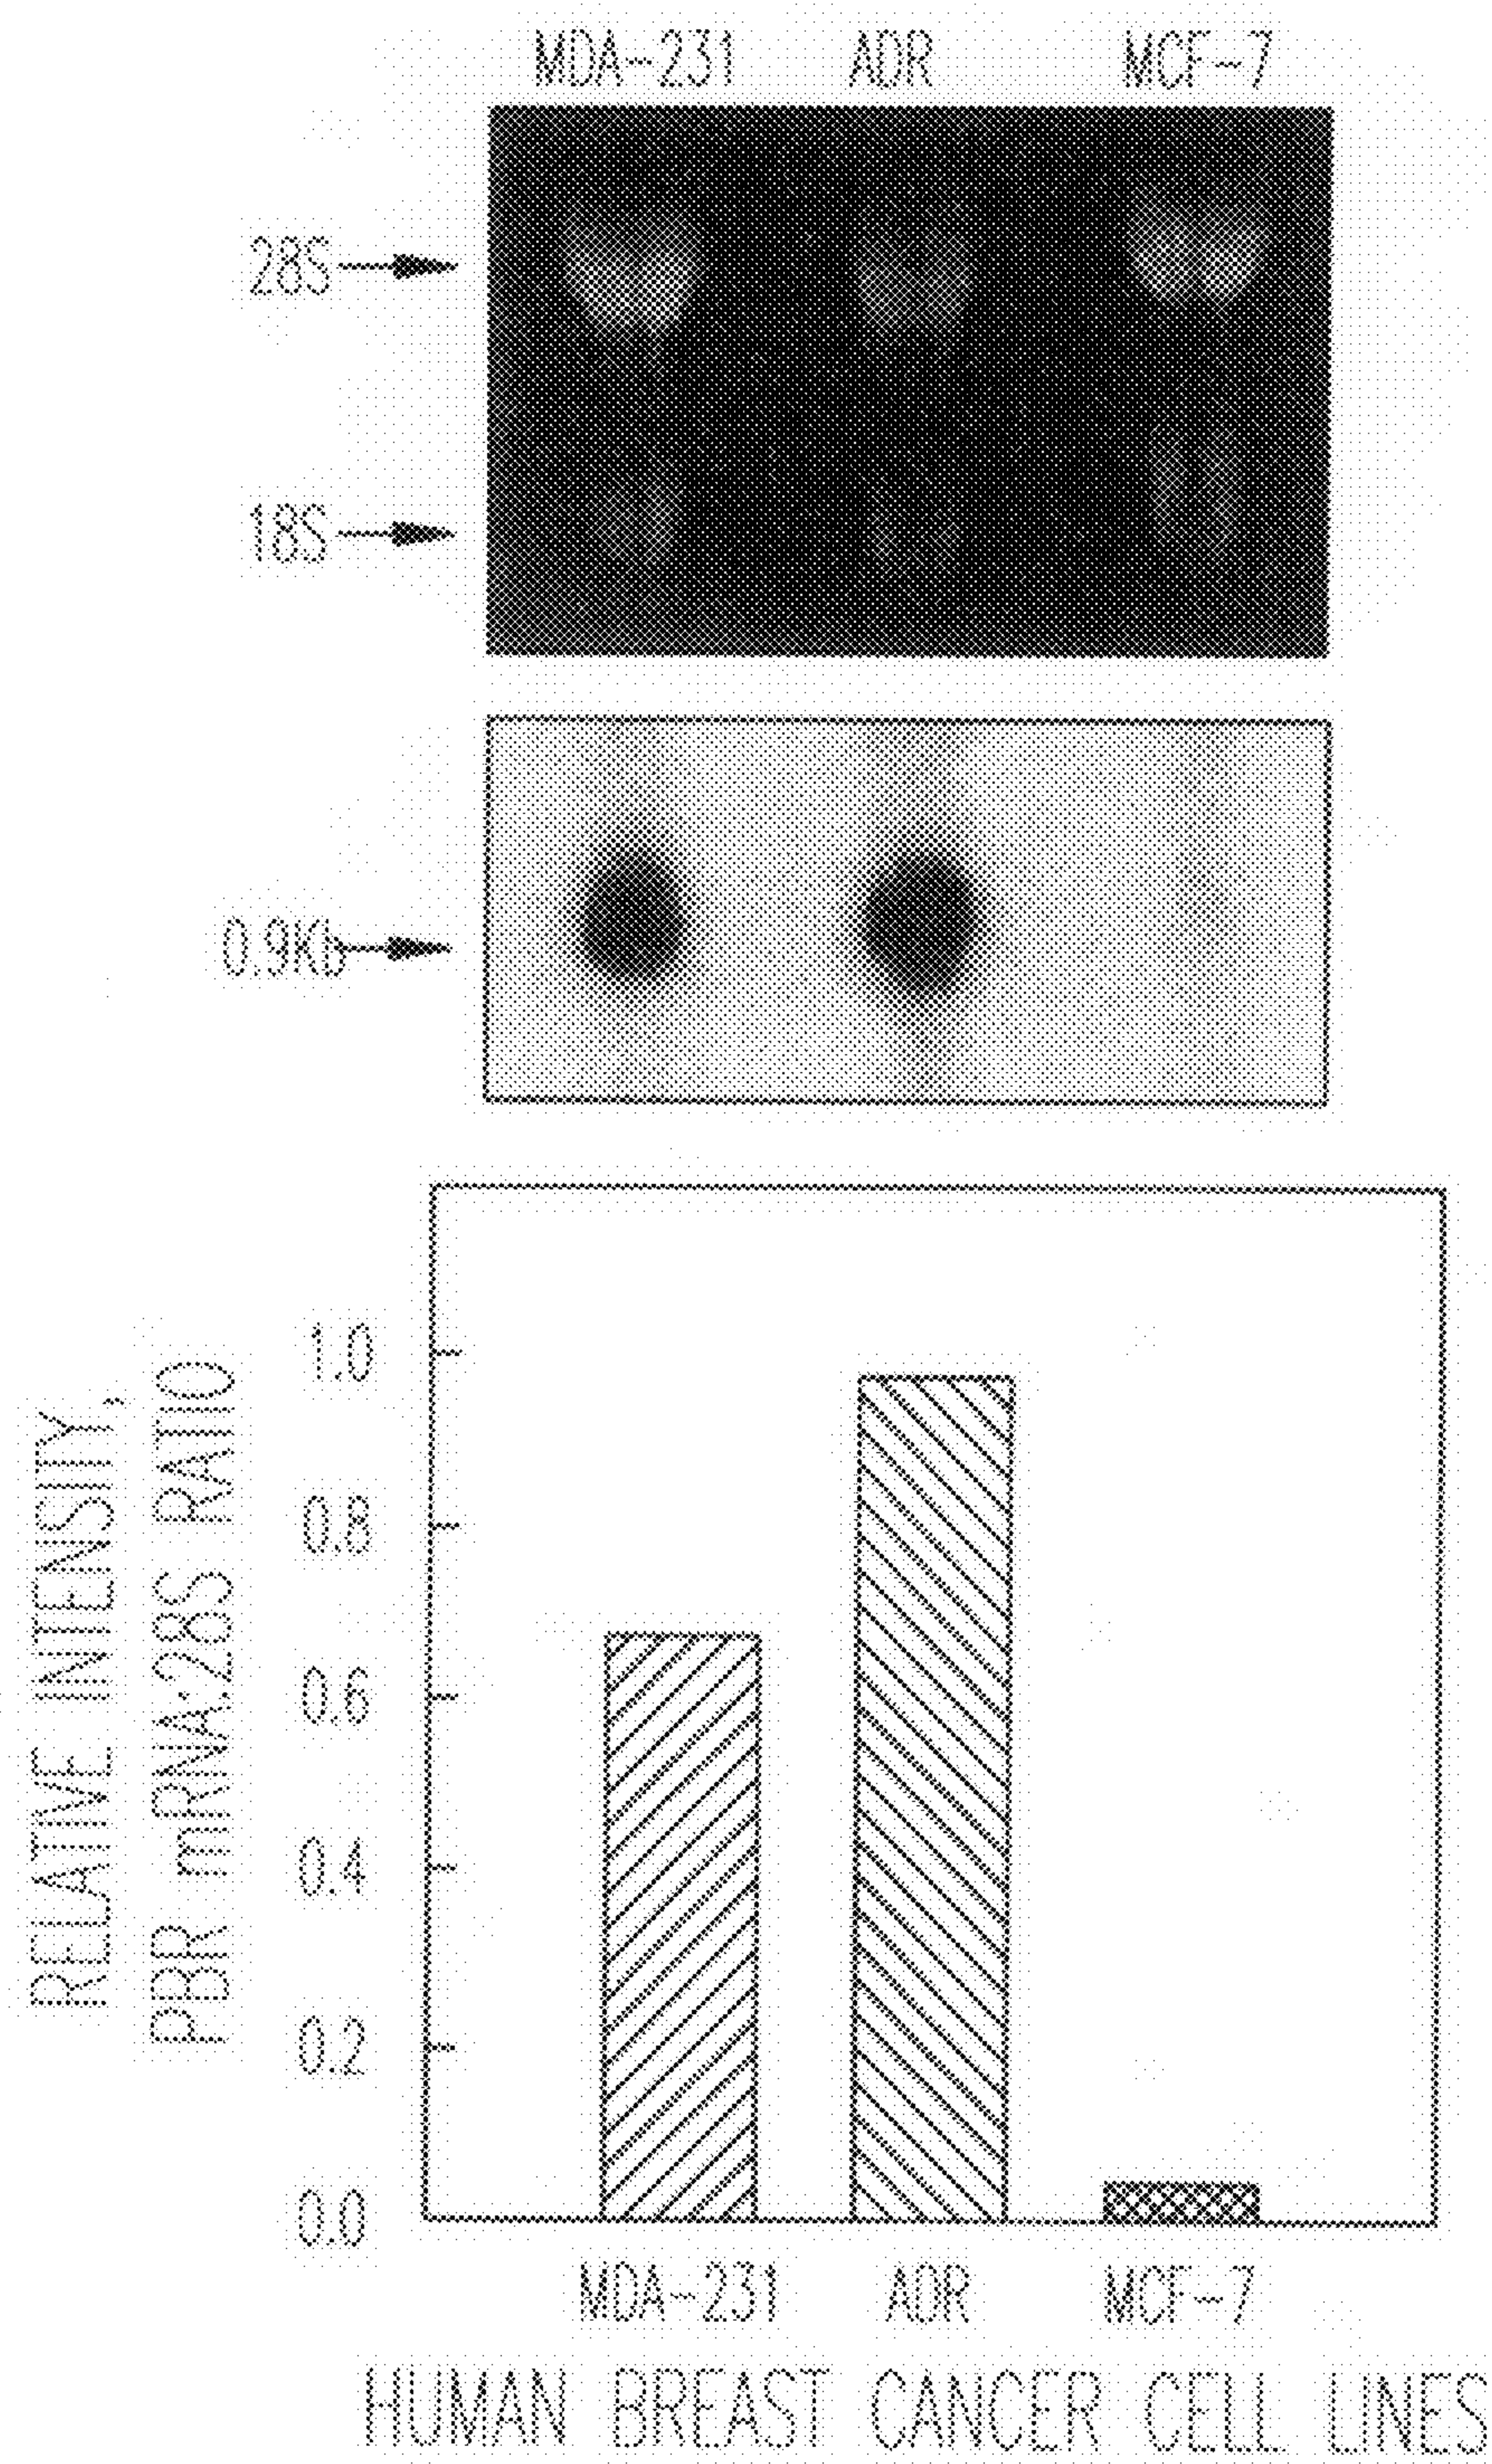 MDA-231 ADR MCF-7
28S
18S
0.9Kb
RELATIVE INTENSITY,
PBR mRNA:28S RATIO
1.0
0.8
0.6
0.4
0.2
0.0
MDA-231 ADR MCF-7
HUMAN BREAST CANCER CELL LINES